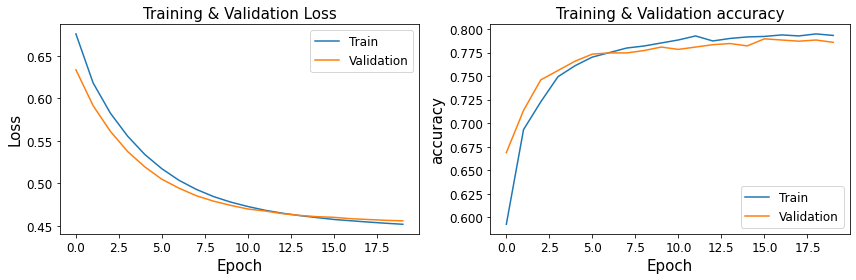 Training & Validation Loss
Loss
0.65
0.60
0.55
0.50
0.45
Train
Validation
0.0 2.5 5.0 7.5 10.0 12.5 15.0 17.5
Epoch
Training & Validation accuracy
accuracy
0.800
0.775
0.750
0.725
0.700
0.675
0.650
0.625
0.600
Train
Validation
0.0 2.5 5.0 7.5 10.0 12.5 15.0 17.5
Epoch